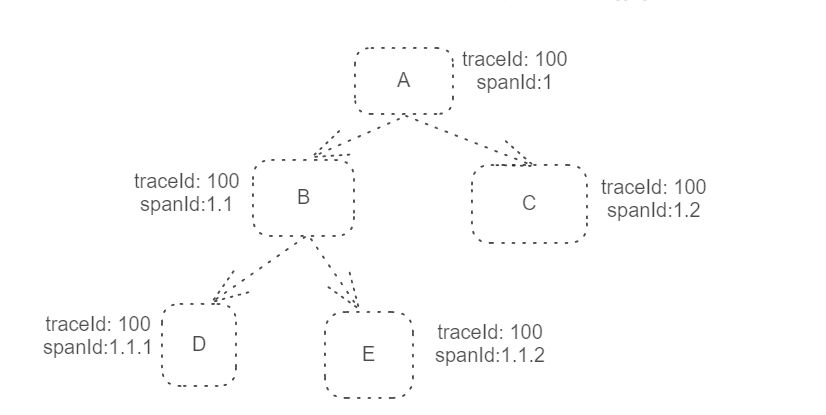 A
traceId: 100
spanId:1
traceId: 100
spanId:1.1
B
C
traceId: 100
spanId:1.2
traceId: 100
spanId:1.1.1
D
E
traceId: 100
spanId:1.1.2